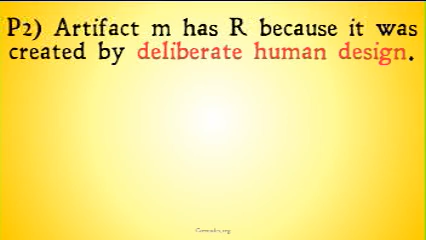 P2) Artifact m has R because it was
created by deliberate human design.